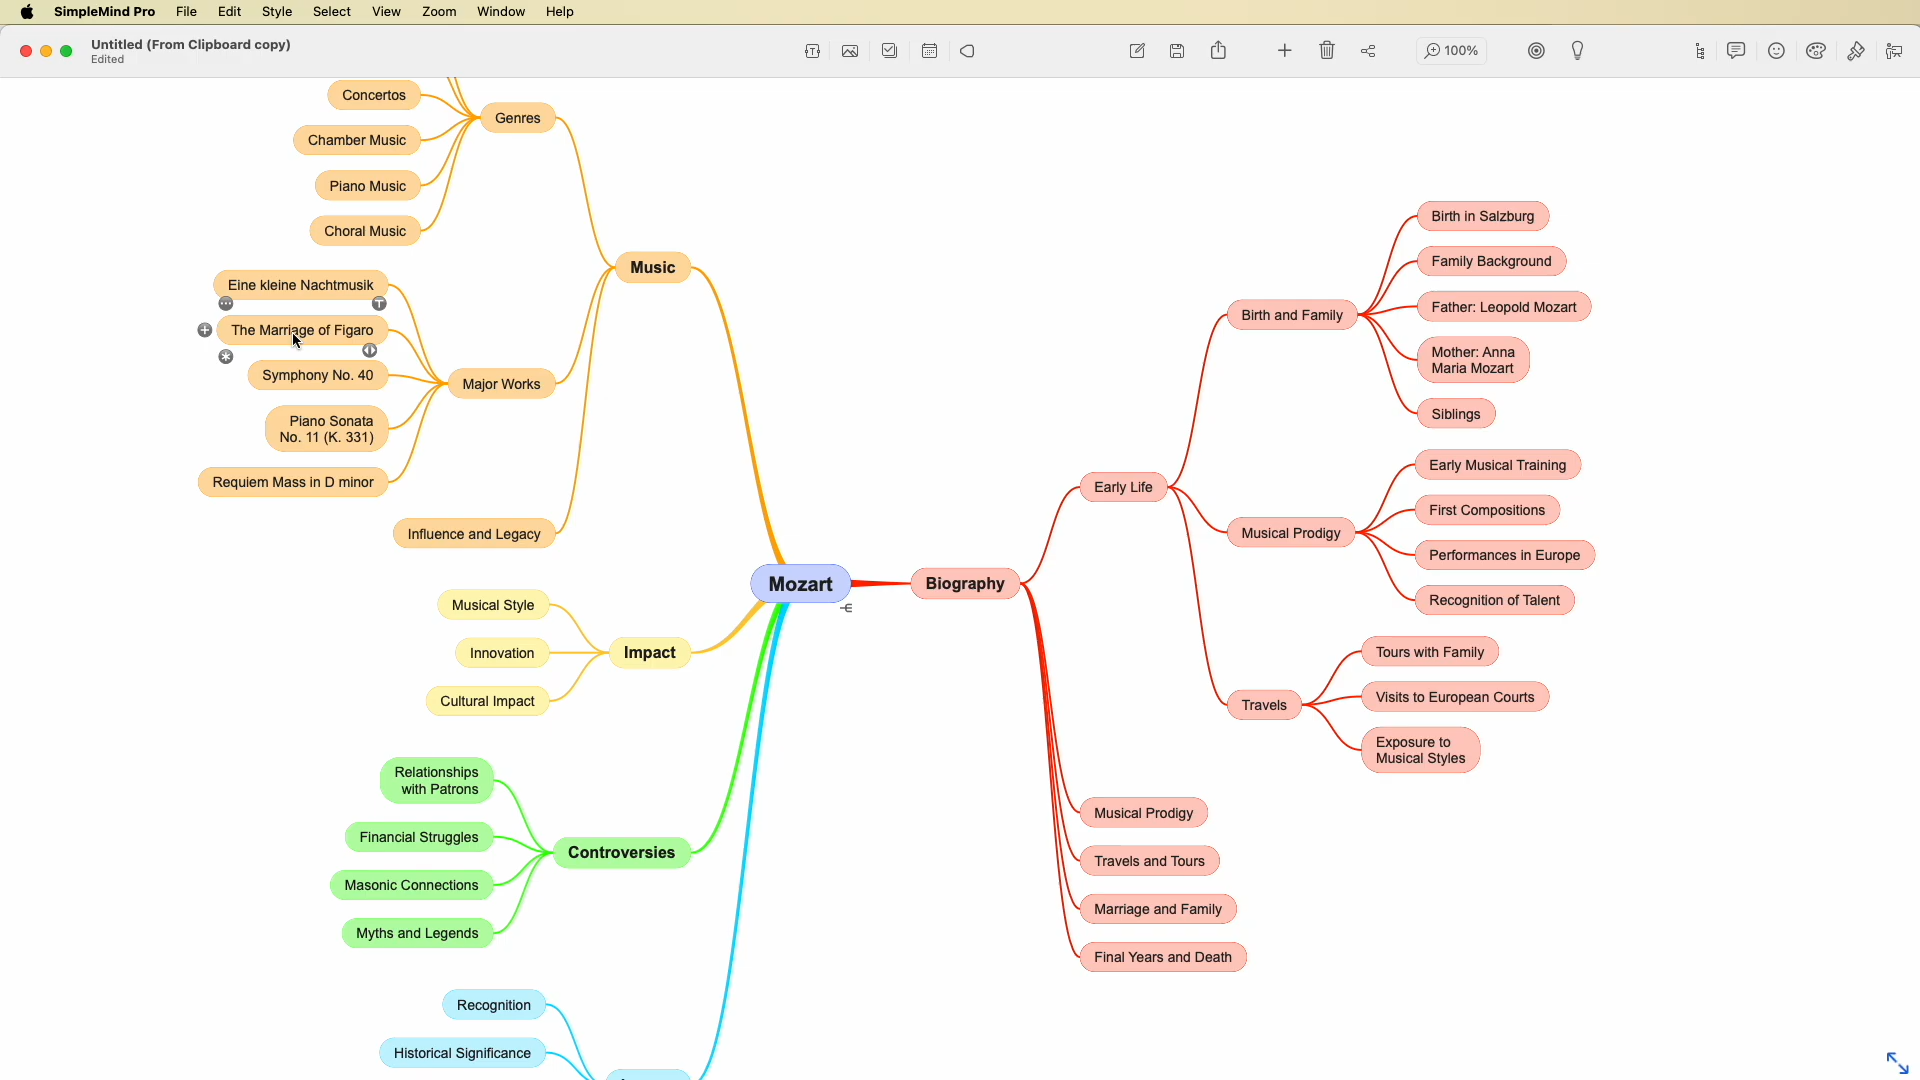 SimpleMind Pro File Edit Style Select View Zoom Window Help
Untitled (From Clipboard copy)
Edited
100%
Concertos
Genres
Chamber Music
Piano Music
Choral Music
Music
Eine kleine Nachtmusik
The Marriage of Figaro
Symphony No. 40
Major Works
Piano Sonata
No. 11 (K. 331)
Requiem Mass in D minor
Influence and Legacy
Mozart
Musical Style
Innovation
Impact
Cultural Impact
Relationships
with Patrons
Financial Struggles
Controversies
Masonic Connections
Myths and Legends
Recognition
Historical Significance
Biography
Early Life
Birth and Family
Birth in Salzburg
Family Background
Father: Leopold Mozart
Mother: Anna
Maria Mozart
Siblings
Musical Prodigy
Early Musical Training
First Compositions
Performances in Europe
Recognition of Talent
Travels
Tours with Family
Visits to European Courts
Exposure to
Musical Styles
Musical Prodigy
Travels and Tours
Marriage and Family
Final Years and Death